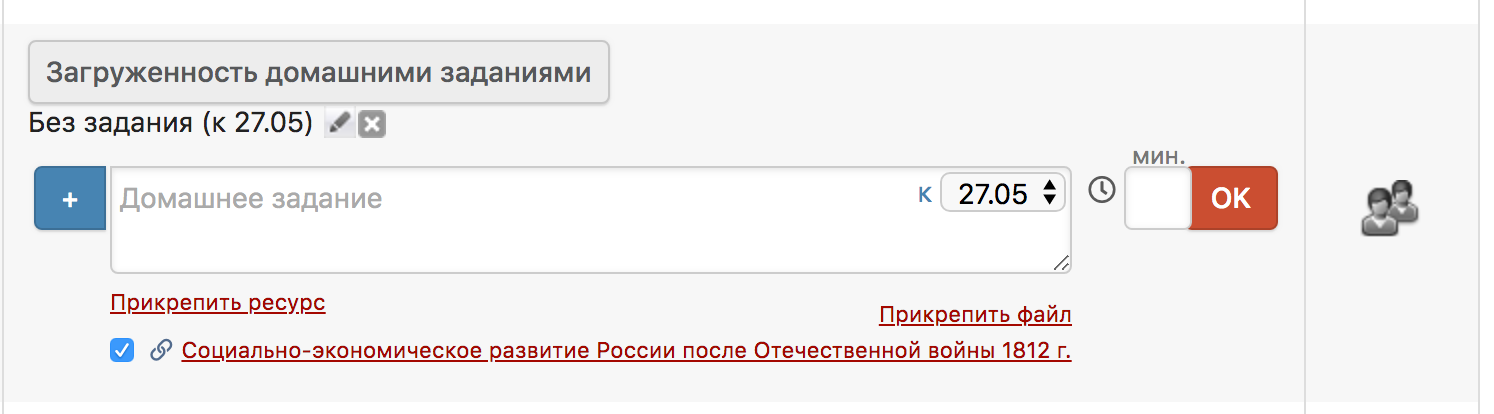 Загруженность домашними заданиями
Без задания (к 27.05)
мин.
+ Домашнее задание К 27.05 ОК
Прикрепить ресурс
Прикрепить файл
Социально-экономическое развитие России после Отечественной войны 1812 г.